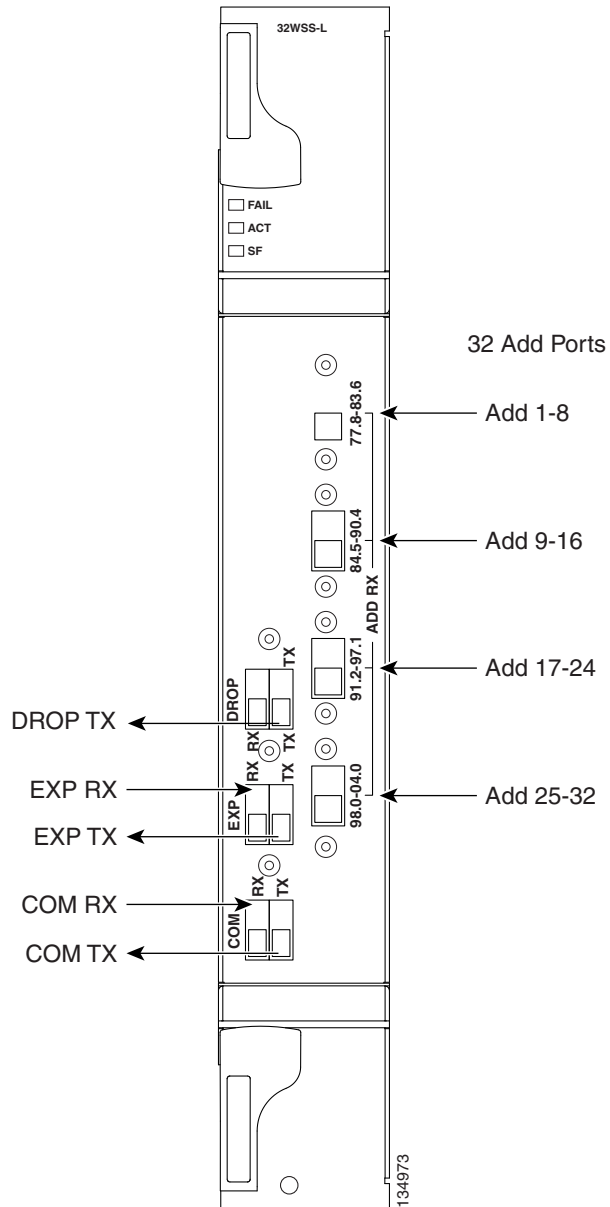 32WSS-L
FAIL
ACT
SF
32 Add Ports
77.8-83.6
Add 1-8
84.5-90.4
Add 9-16
ADD RX
91.2-97.1
Add 17-24
98.0-04.0
Add 25-32
TX
DROP
DROP TX
RX
TX
RX
TX
EXP RX
EXP
EXP TX
RX
TX
COM RX
COM
COM TX
134973